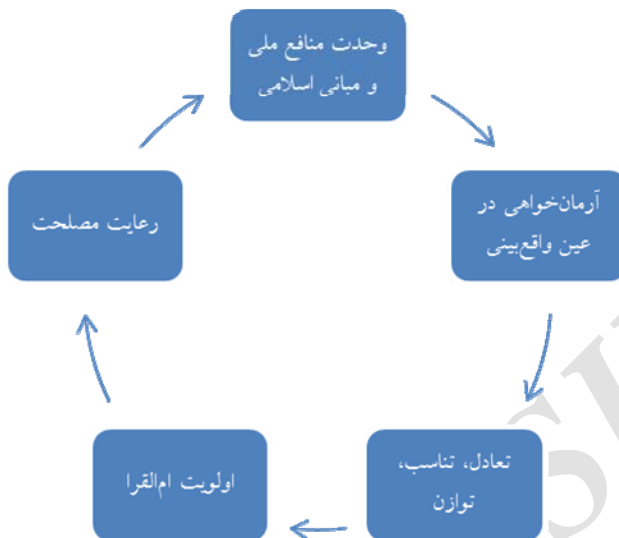 وحدت منافع ملی
و مبانی اسلامی
آرمان‌خواهی در
عین واقع‌بینی
تعادل، تناسب،
توازن
اولویت ام‌القرا
رعایت مصلحت